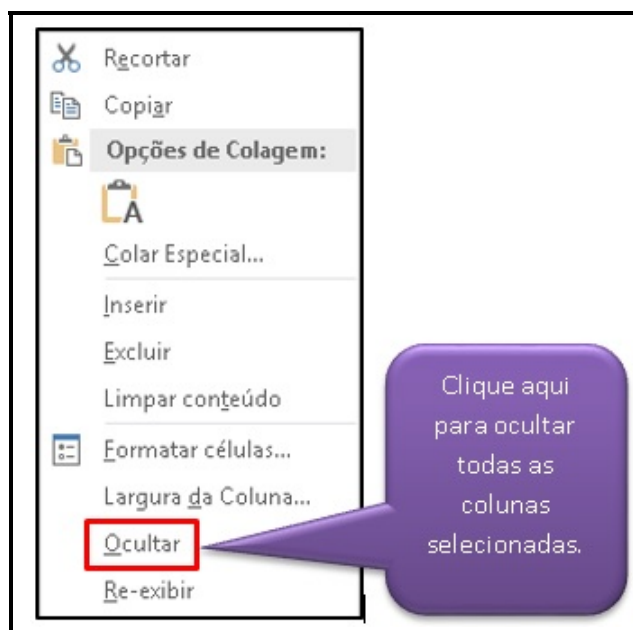 Recortar
Copiar
Opções de Colagem:
A
Colar Especial...
Inserir
Excluir
Limpar conteúdo
Formatar células...
Largura da Coluna...
Ocultar
Re-exibir
Clique aqui
para ocultar
todas as
colunas
selecionadas.